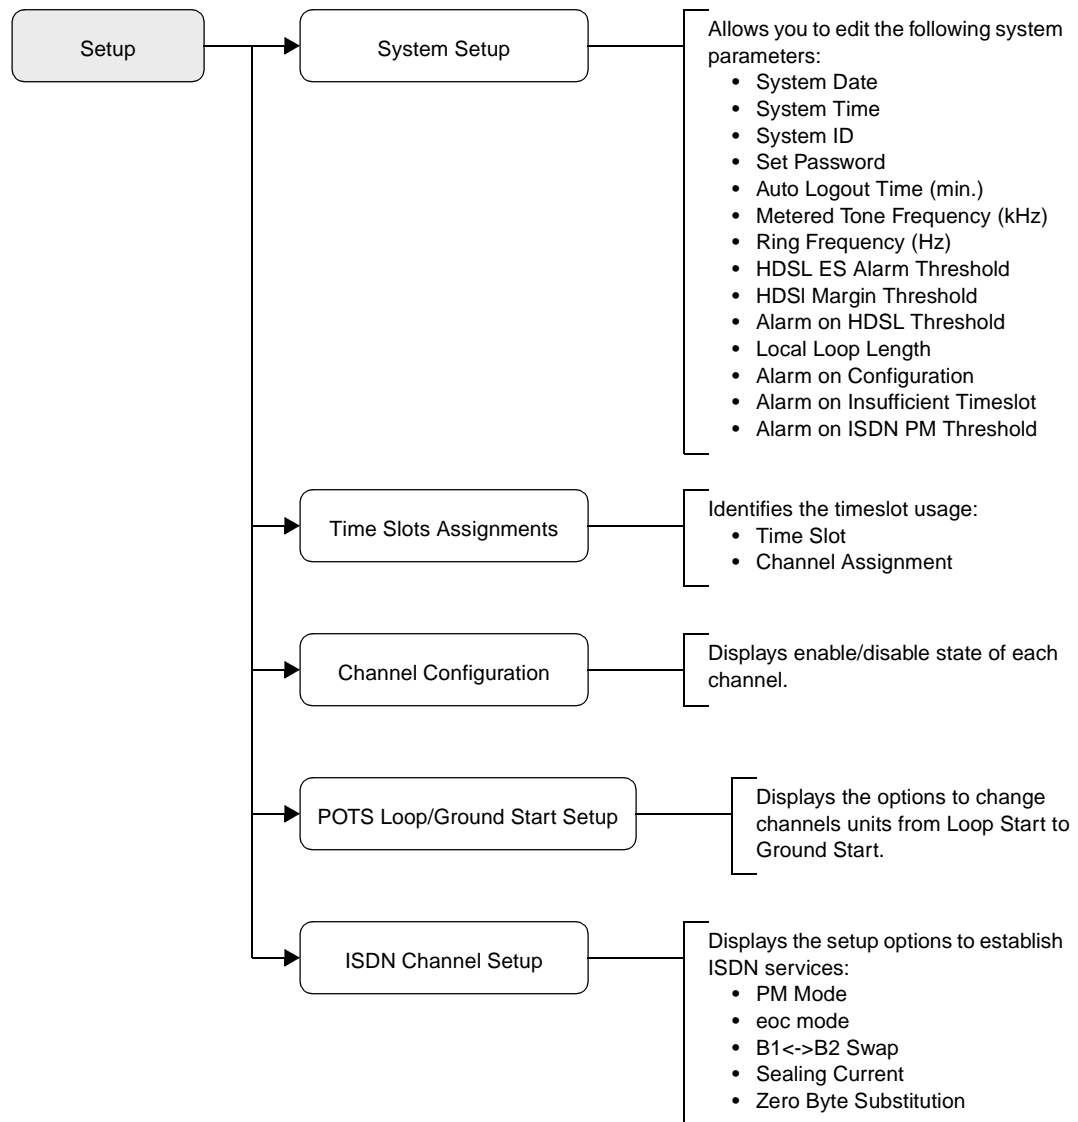 Setup
System Setup
Allows you to edit the following system
parameters:
• System Date
• System Time
• System ID
• Set Password
• Auto Logout Time (min.)
• Metered Tone Frequency (kHz)
• Ring Frequency (Hz)
• HDSL ES Alarm Threshold
• HDSl Margin Threshold
• Alarm on HDSL Threshold
• Local Loop Length
• Alarm on Configuration
• Alarm on Insufficient Timeslot
• Alarm on ISDN PM Threshold
Time Slots Assignments
Identifies the timeslot usage:
• Time Slot
• Channel Assignment
Channel Configuration
Displays enable/disable state of each
channel.
POTS Loop/Ground Start Setup
Displays the options to change
channels units from Loop Start to
Ground Start.
ISDN Channel Setup
Displays the setup options to establish
ISDN services:
• PM Mode
• eoc mode
• B1<->B2 Swap
• Sealing Current
• Zero Byte Substitution